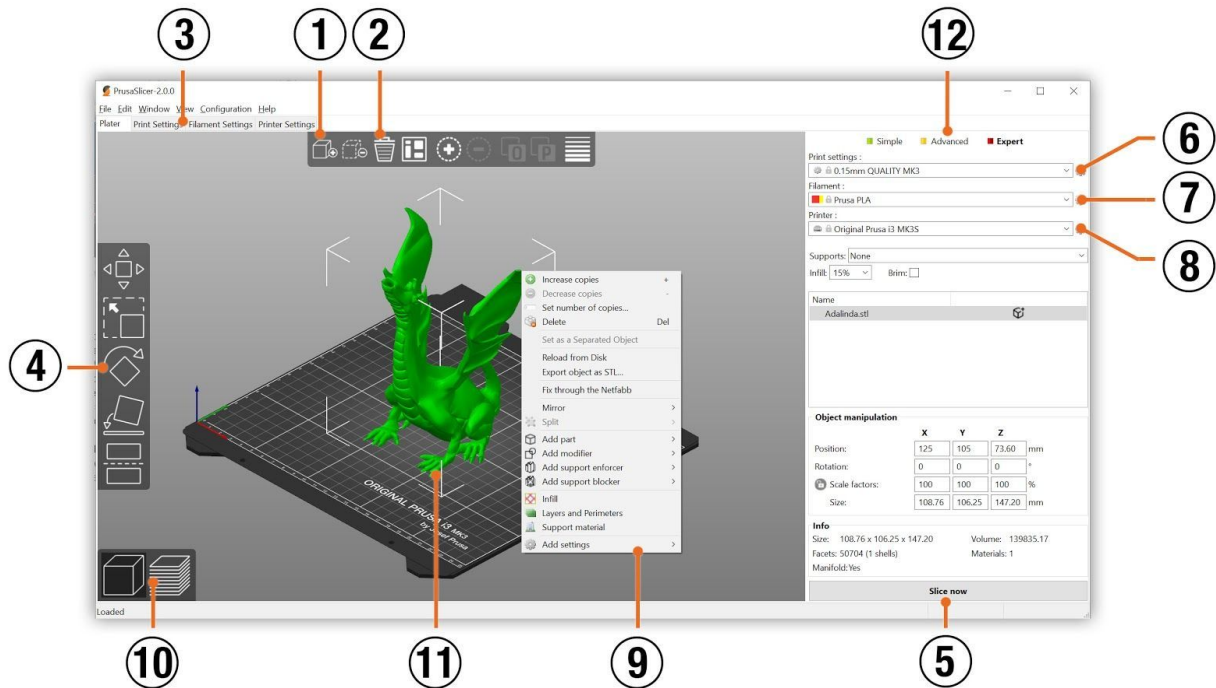 3
1
2
12
PrusaSlicer-2.0.0
File Edit Window View Configuration Help
Plater Print Settings Filament Settings Printer Settings
Simple Advanced Expert
Print settings :
0.15mm QUALITY MK3
6
Filament :
Prusa PLA
7
Printer :
Original Prusa i3 MK3S
8
Supports: None
Infill: 15% Brim:
Name
Adalinda.stl
4
Increase copies +
Decrease copies -
Set number of copies...
Delete Del
Set as a Separated Object
Reload from Disk
Export object as STL...
Fix through the Netfabb
Mirror
Split
Add part
Add modifier
Add support enforcer
Add support blocker
Infill
Layers and Perimeters
Support material
Add settings
ORIGINAL PRUSA i3 MK3
by Josef Prusa
Object manipulation
X Y Z
Position: 125 105 73.60 mm
Rotation: 0 0 0 °
Scale factors: 100 100 100 %
Size: 108.76 106.25 147.20 mm
Info
Size: 108.76 x 106.25 x 147.20 Volume: 139835.17
Facets: 50704 (1 shells) Materials: 1
Manifold: Yes
Slice now
Loaded
10
11
9
5